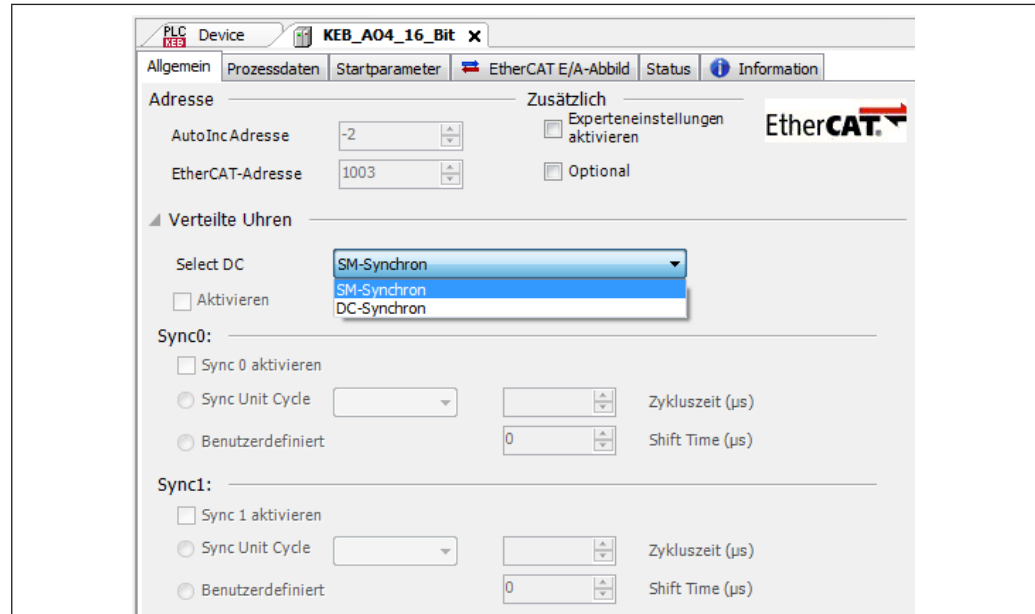 PLC KEB Device KEB_AO4_16_Bit x
Allgemein Prozessdaten Startparameter EtherCAT E/A-Abbild Status i Information
Adresse Zusätzlich
AutoInc Adresse -2 Experteneinstellungen aktivieren EtherCAT.
EtherCAT-Adresse 1003 Optional
Verteilte Uhren
Select DC SM-Synchron
SM-Synchron
Aktivieren DC-Synchron
Sync0:
Sync 0 aktivieren
Sync Unit Cycle Zykluszeit (µs)
Benutzerdefiniert 0 Shift Time (µs)
Sync1:
Sync 1 aktivieren
Sync Unit Cycle Zykluszeit (µs)
Benutzerdefiniert 0 Shift Time (µs)